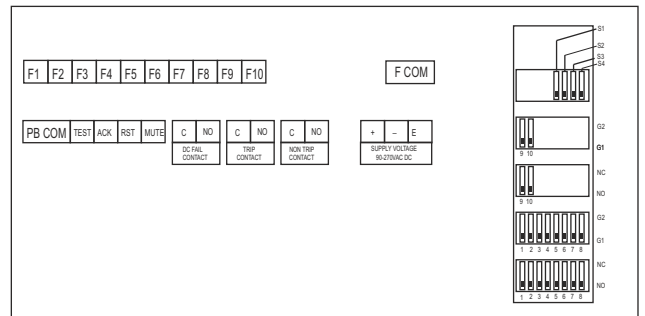 S1
S2
S3
S4
F1 F2 F3 F4 F5 F6 F7 F8 F9 F10
F COM
PB COM TEST ACK RST MUTE
C NO
DC FAIL
CONTACT
C NO
TRIP
CONTACT
C NO
NON TRIP
CONTACT
+ – E
SUPPLY VOLTAGE
90-270VAC DC
G2
G1
9 10
NC
NO
9 10
G2
G1
1 2 3 4 5 6 7 8
NC
NO
1 2 3 4 5 6 7 8